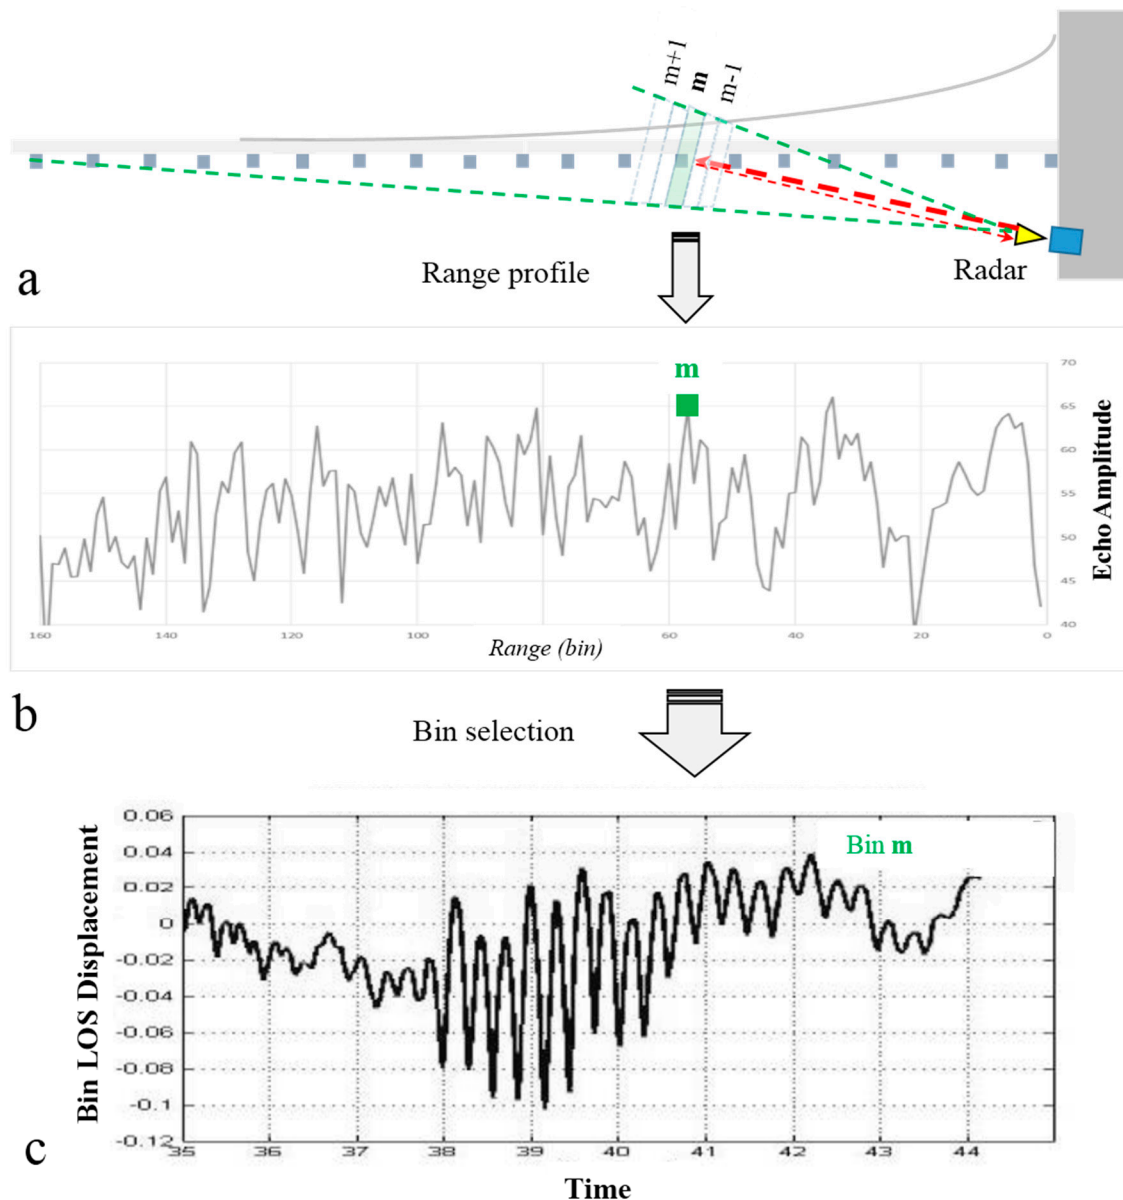 m+1
m
m-1
a
Range profile
Radar
m
70
65
60
55
50
45
40
Echo Amplitude
160
140
120
100
80
60
40
20
0
Range (bin)
b
Bin selection
0.06
0.04
0.02
0
-0.02
-0.04
-0.06
-0.08
-0.1
-0.12
Bin LOS Displacement
Bin m
35
36
37
38
39
40
41
42
43
44
c
Time